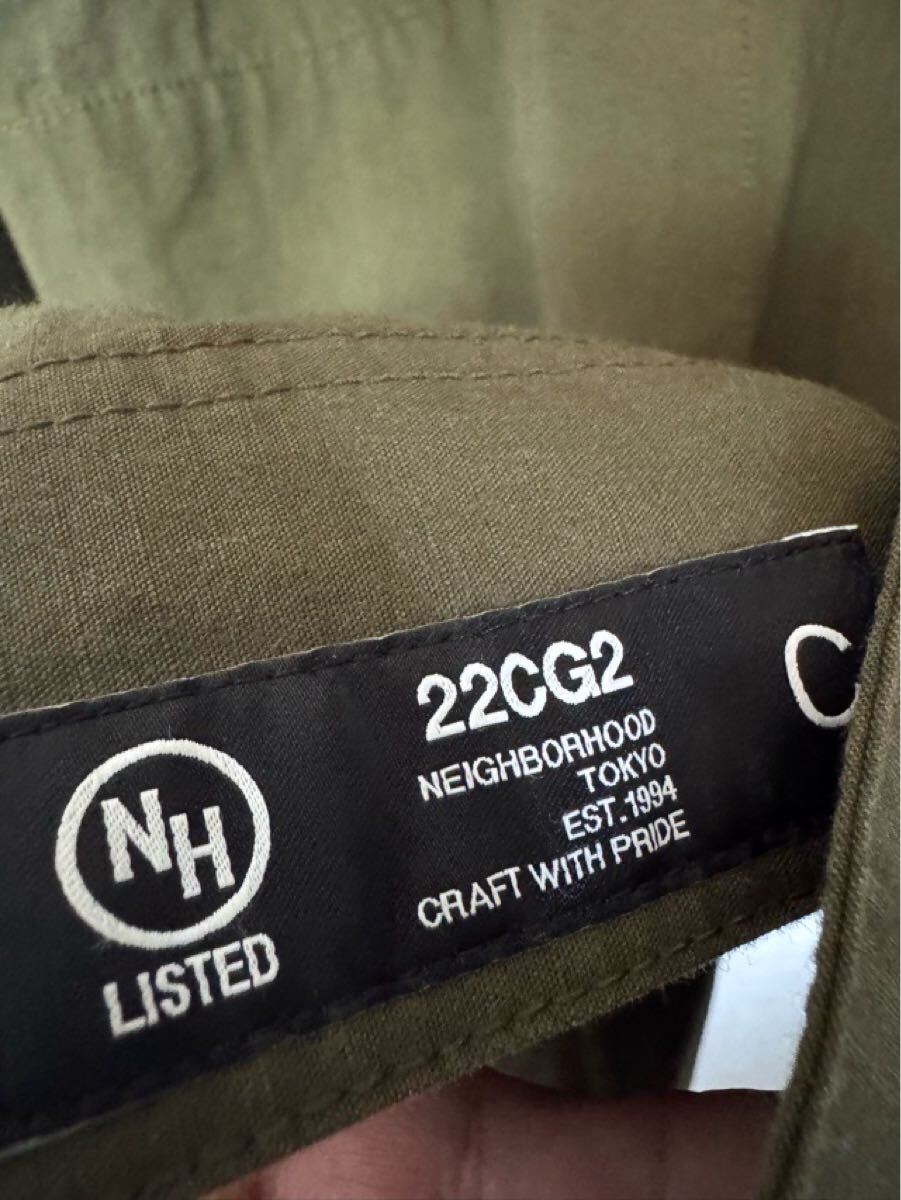 NH
LISTED
22CG2
NEIGHBORHOOD
TOKYO
EST.1994
CRAFT WITH PRIDE
C